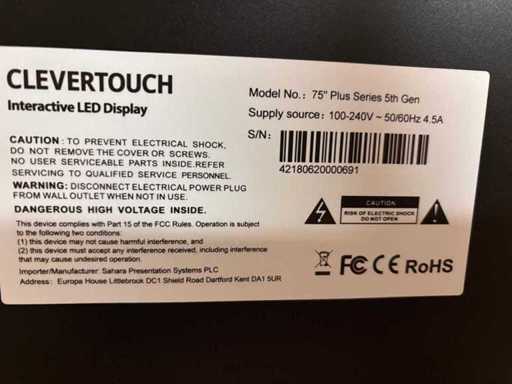 CLEVERTOUCH
Interactive LED Display
CAUTION: TO PREVENT ELECTRICAL SHOCK,
DO NOT REMOVE THE COVER OR SCREWS.
NO USER SERVICEABLE PARTS INSIDE.REFER
SERVICING TO QUALIFIED SERVICE PERSONNEL.
WARNING: DISCONNECT ELECTRICAL POWER PLUG
FROM WALL OUTLET WHEN NOT IN USE.
DANGEROUS HIGH VOLTAGE INSIDE.
This device complies with Part 15 of the FCC Rules. Operation is subject
to the following two conditions:
(1) this device may not cause harmful interference, and
(2) this device must accept any interference received, including interference
that may cause undesired operation.
Importer/Manufacturer: Sahara Presentation Systems PLC
Address: Europa House Littlebrook DC1 Shield Road Dartford Kent DA1 5UR
Model No.: 75" Plus Series 5th Gen
Supply source: 100-240V ~ 50/60Hz 4.5A
S/N:
42180620000691
CAUTION
RISK OF ELECTRIC SHOCK
DO NOT OPEN
FC CE RoHS